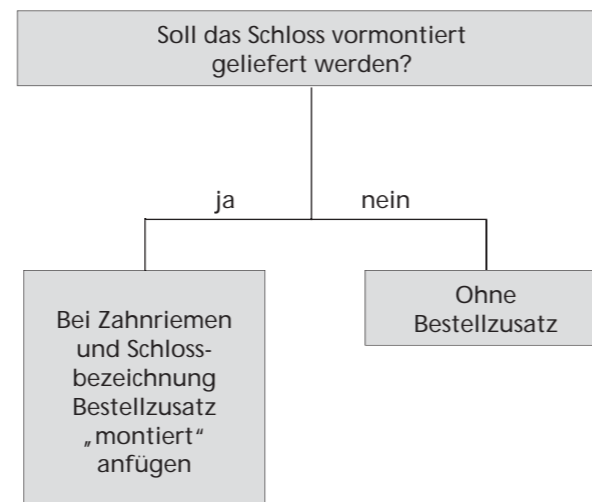 Soll das Schloss vormontiert
geliefert werden?
ja
nein
Bei Zahnriemen
und Schloss-
bezeichnung
Bestellzusatz
„montiert“
anfügen
Ohne
Bestellzusatz